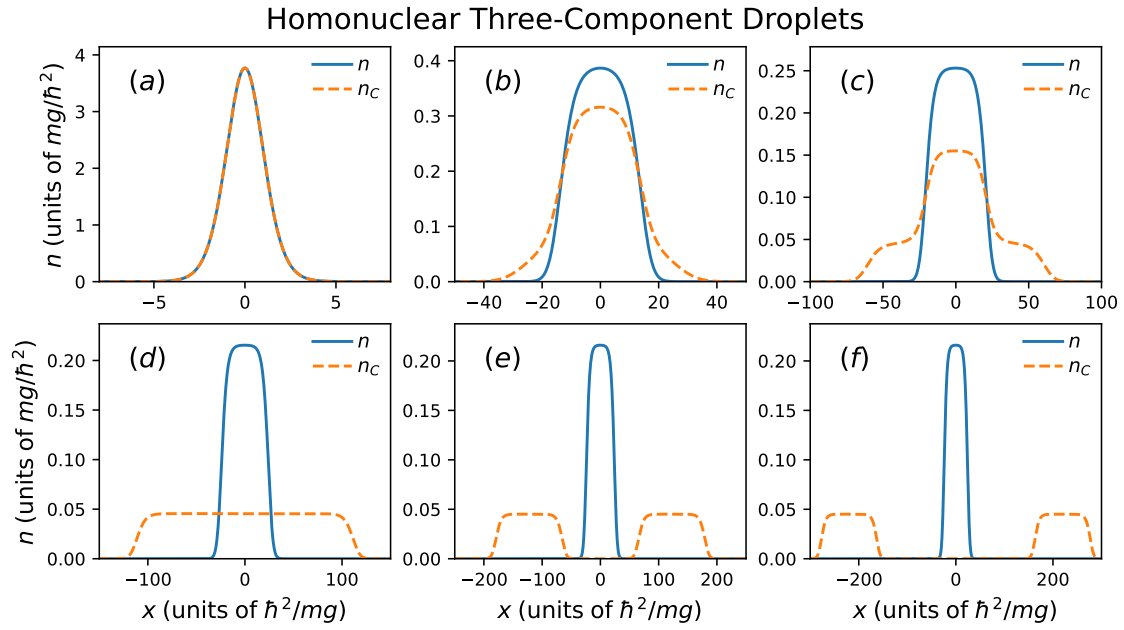 Homonuclear Three-Component Droplets
n (units of mg/ħ²)
(a)
n
n_C
0
1
2
3
4
−5
0
5
(b)
n
n_C
0.0
0.1
0.2
0.3
0.4
−40
−20
0
20
40
(c)
n
n_C
0.00
0.05
0.10
0.15
0.20
0.25
−100
−50
0
50
100
n (units of mg/ħ²)
(d)
n
n_C
0.00
0.05
0.10
0.15
0.20
−100
0
100
x (units of ħ²/mg)
(e)
n
n_C
0.00
0.05
0.10
0.15
0.20
−200
−100
0
100
200
x (units of ħ²/mg)
(f)
n
n_C
0.00
0.05
0.10
0.15
0.20
−200
0
200
x (units of ħ²/mg)